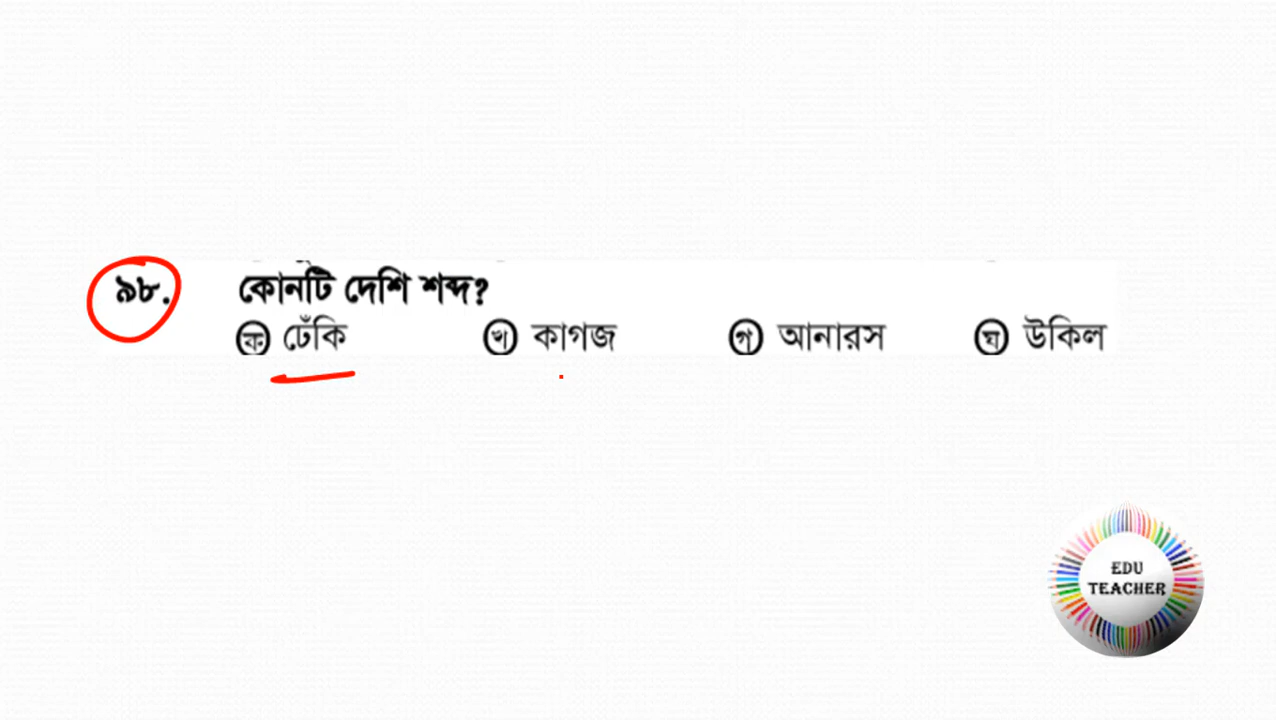 ৯৮. কোনটি দেশি শব্দ?
ক ঢেঁকি খ কাগজ গ আনারস ঘ উকিল
EDU
TEACHER